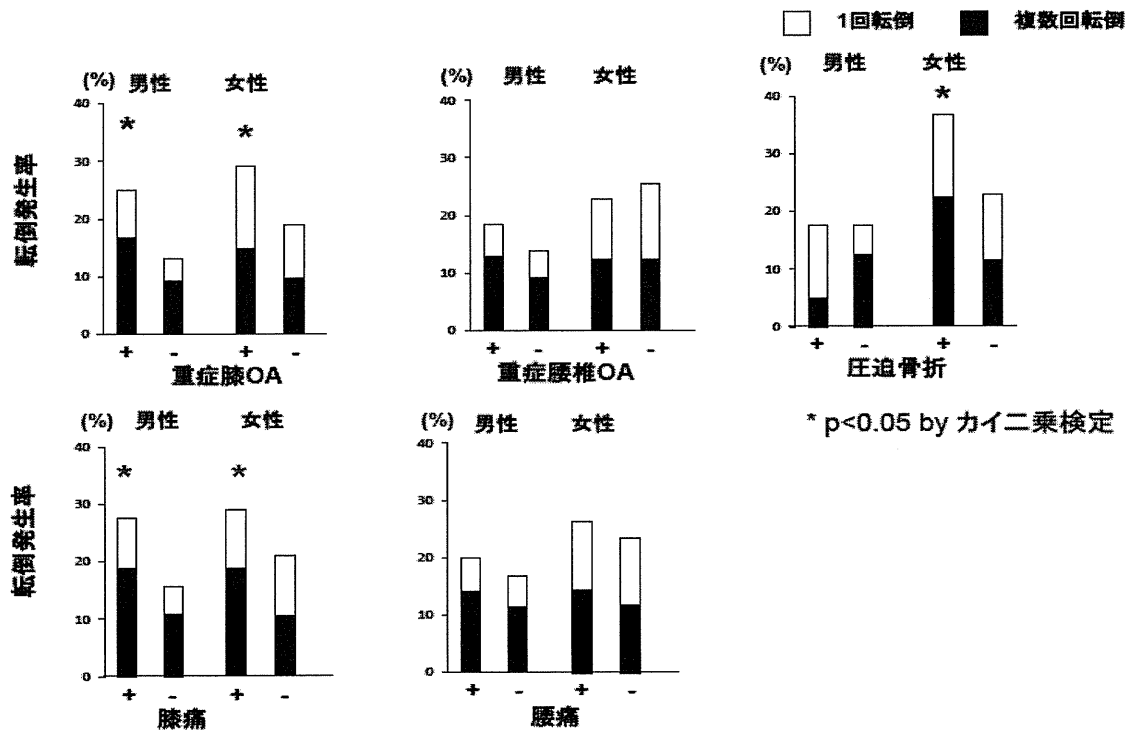 1回転倒 複数回転倒
(%) 男性 女性
40
30
20
10
0
転倒発生率
* *
+ - + -
重症膝OA
(%) 男性 女性
40
30
20
10
0
+ - + -
重症腰椎OA
(%) 男性 女性
40
30
20
10
0
*
+ - + -
圧迫骨折
(%) 男性 女性
40
30
20
10
0
転倒発生率
* *
+ - + -
膝痛
(%) 男性 女性
40
30
20
10
0
+ - + -
腰痛
* p<0.05 by カイ二乗検定